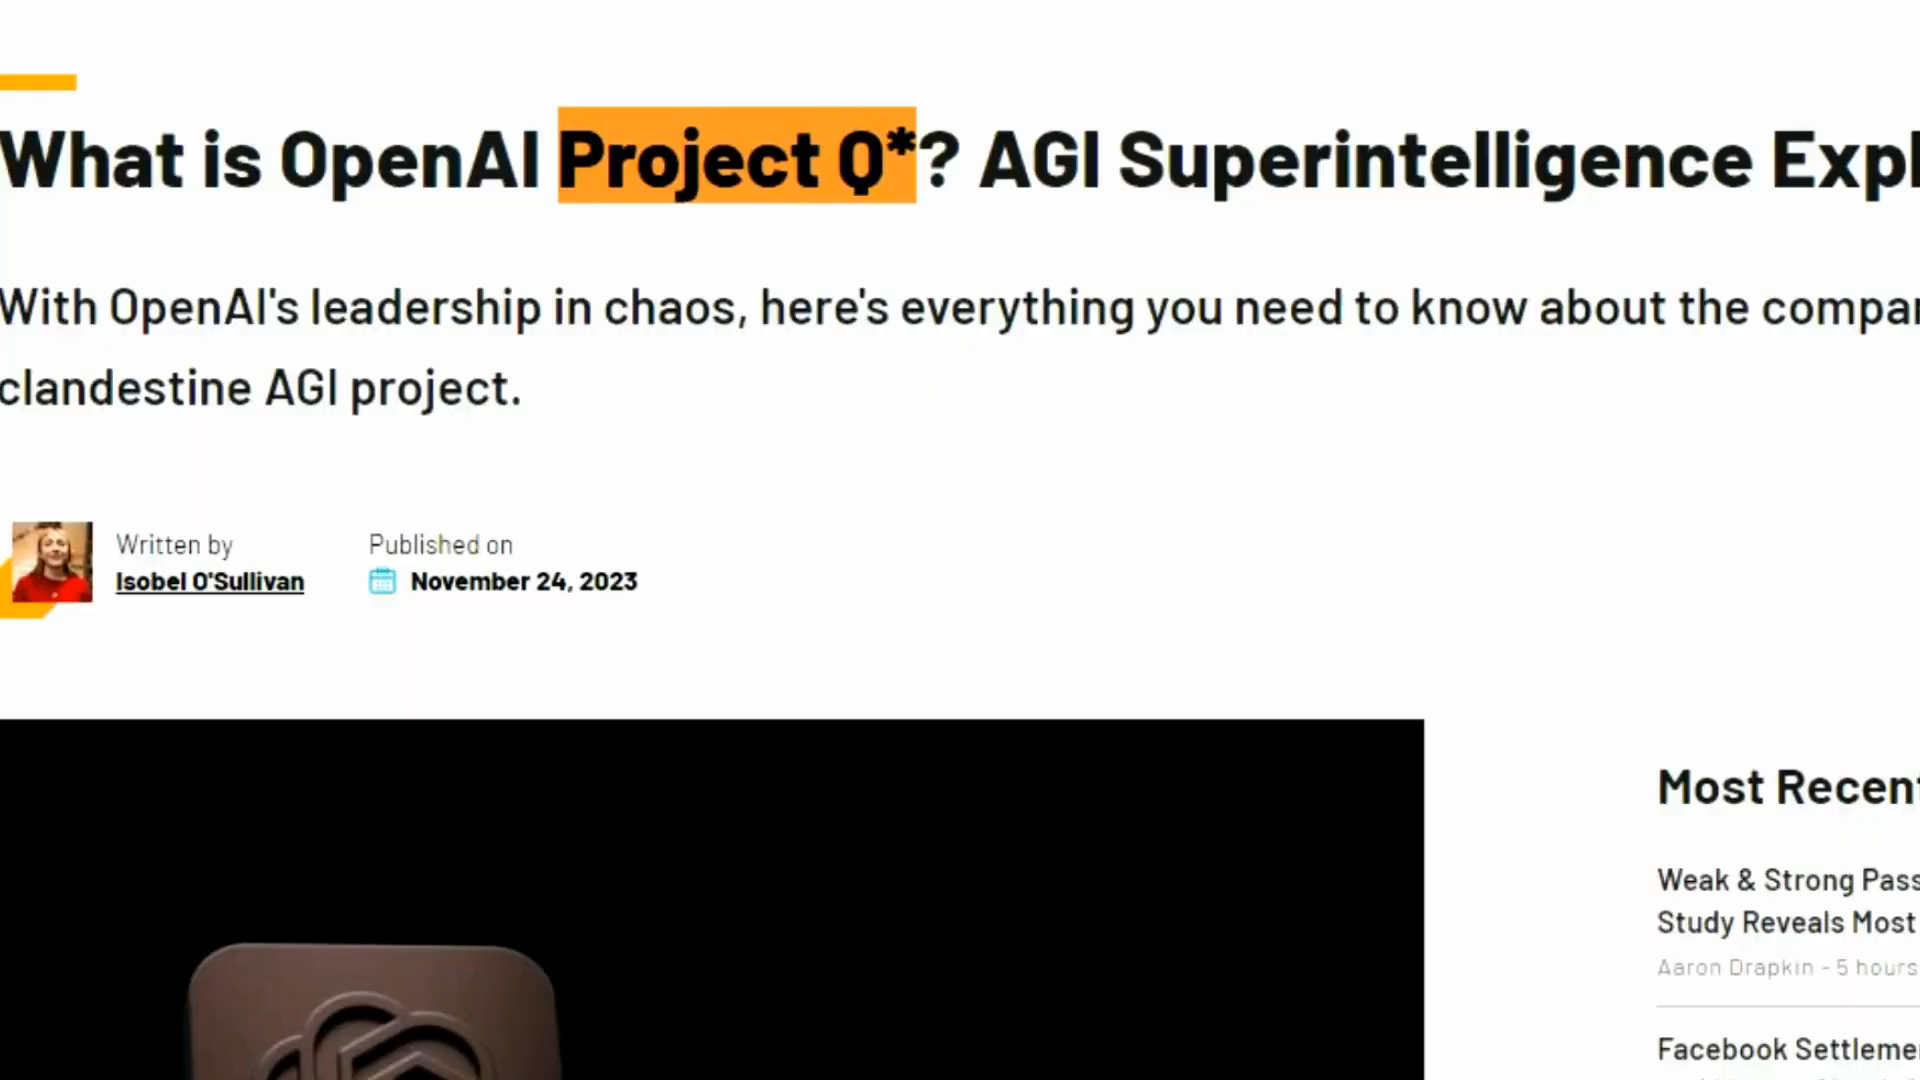 What is OpenAI Project Q*? AGI Superintelligence Expl
With OpenAI's leadership in chaos, here's everything you need to know about the compan
clandestine AGI project.
Written by
Isobel O'Sullivan
Published on
November 24, 2023
Most Recent
Weak & Strong Pass
Study Reveals Most
Aaron Drapkin - 5 hours
Facebook Settleme